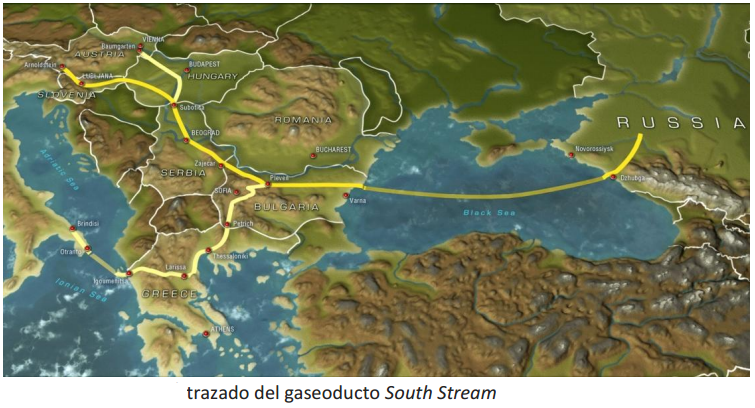 VIENNA
Baumgarten
AUSTRIA
Arnoldstein
BUDAPEST
HUNGARY
LJUBLJANA
SLOVENIA
Subotica
ROMANIA
RUSSIA
BEOGRAD
BUCHAREST
Novorossiysk
Zaječar
SERBIA
Pleven
Dzhubga
SOFIA
Adriatic Sea
BULGARIA
Varna
Black Sea
Brindisi
Petrich
Otranto
Thessaloniki
Igoumenitsa
Larissa
Ionian Sea
GREECE
ATHENS
trazado del gaseoducto South Stream